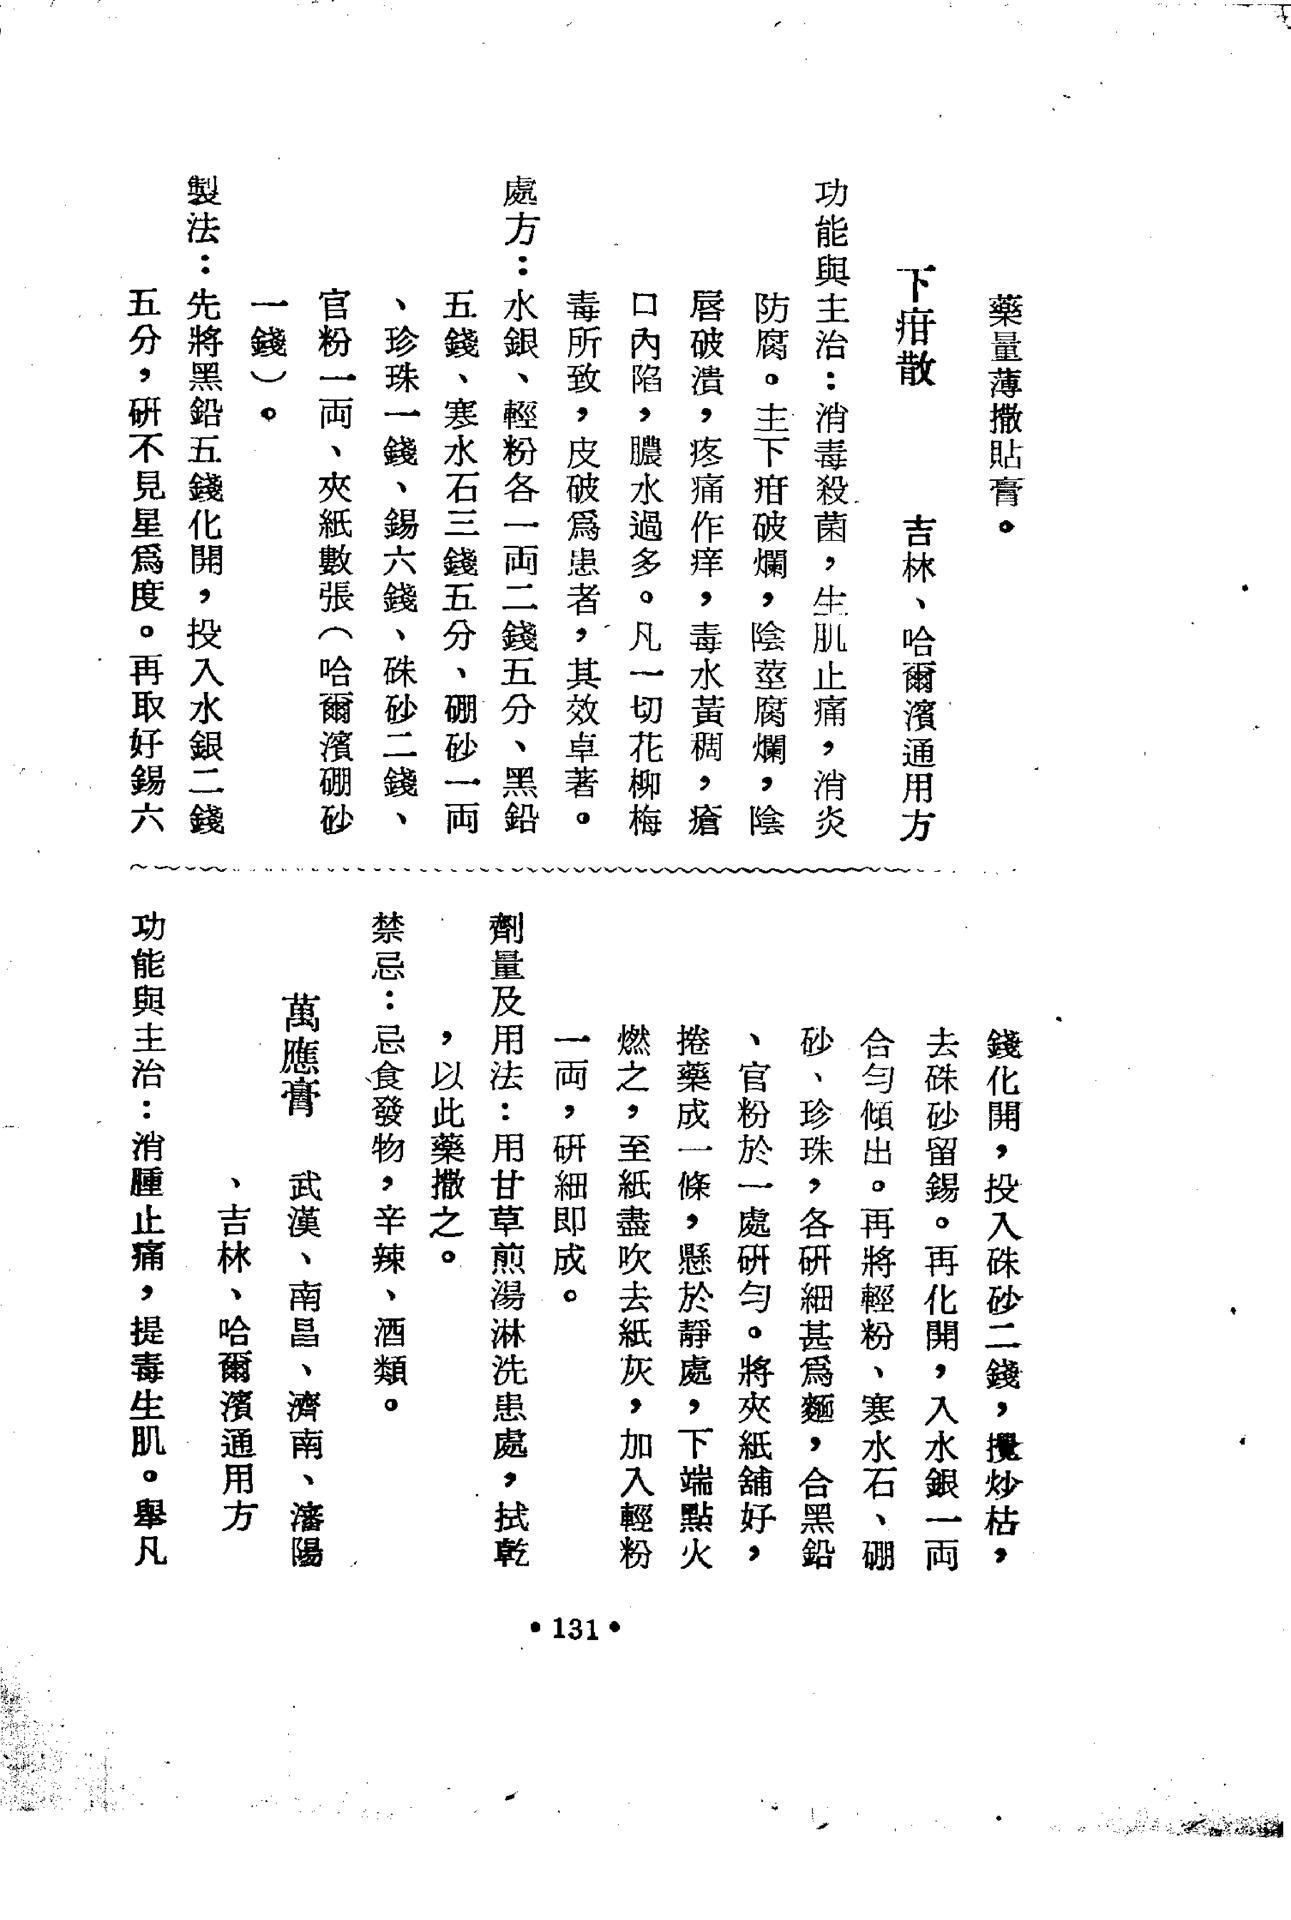 藥量薄撒貼膏。
下疳散　　吉林、哈爾濱通用方
功能與主治：消毒殺菌，生肌止痛，消炎
防腐。主下疳破爛，陰莖腐爛，陰
唇破潰，疼痛作痒，毒水黃稠，瘡
口內陷，膿水過多。凡一切花柳梅
毒所致，皮破爲患者，其效卓著。
處方：水銀、輕粉各一両二錢五分、黑鉛
五錢、寒水石三錢五分、硼砂一両
、珍珠一錢、錫六錢、硃砂二錢、
官粉一両、夾紙數張（哈爾濱硼砂
一錢）。
製法：先將黑鉛五錢化開，投入水銀二錢
五分，硏不見星爲度。再取好錫六
錢化開，投入硃砂二錢，攪炒枯，
去硃砂留錫。再化開，入水銀一両
合勻傾出。再將輕粉、寒水石、硼
砂、珍珠，各硏細甚爲麵，合黑鉛
、官粉於一處硏勻。將夾紙舖好，
捲藥成一條，懸於靜處，下端點火
燃之，至紙盡吹去紙灰，加入輕粉
一両，硏細即成。
劑量及用法：用甘草煎湯淋洗患處，拭乾
，以此藥撒之。
禁忌：忌食發物，辛辣、酒類。
萬應膏　武漢、南昌、濟南、瀋陽
、吉林、哈爾濱通用方
功能與主治：消腫止痛，提毒生肌。舉凡
•131•